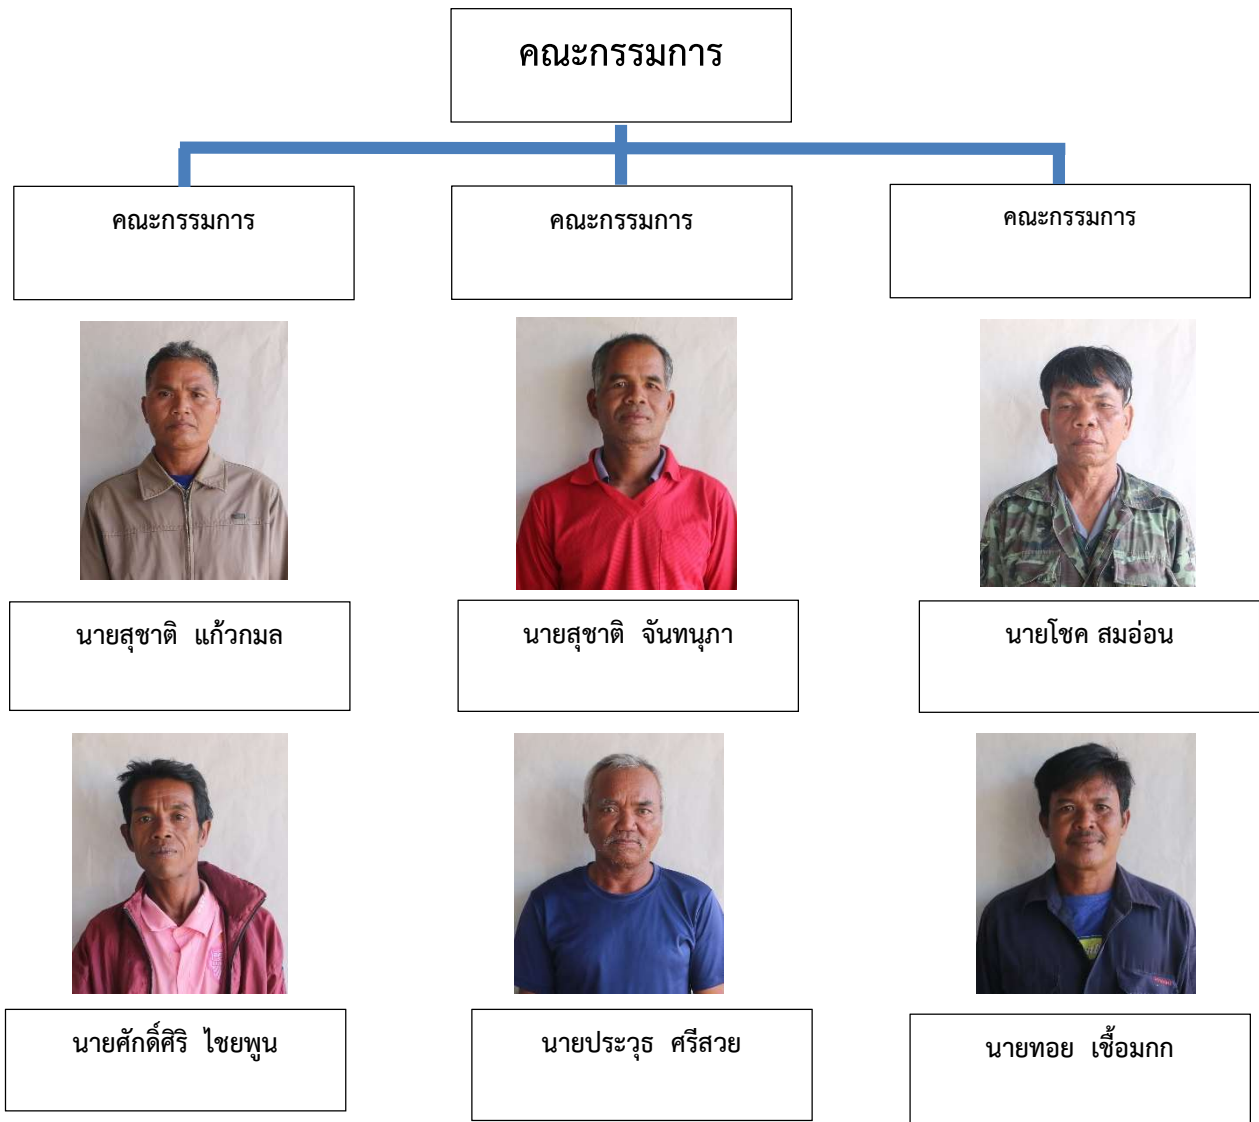 คณะกรรมการ
คณะกรรมการ
คณะกรรมการ
คณะกรรมการ
นายสุชาติ แก้วกมล
นายสุชาติ จันทนุภา
นายโชค สมอ่อน
นายศักดิ์ศิริ ไชยพูน
นายประวุธ ศรีสวย
นายทอย เชื้อมกก